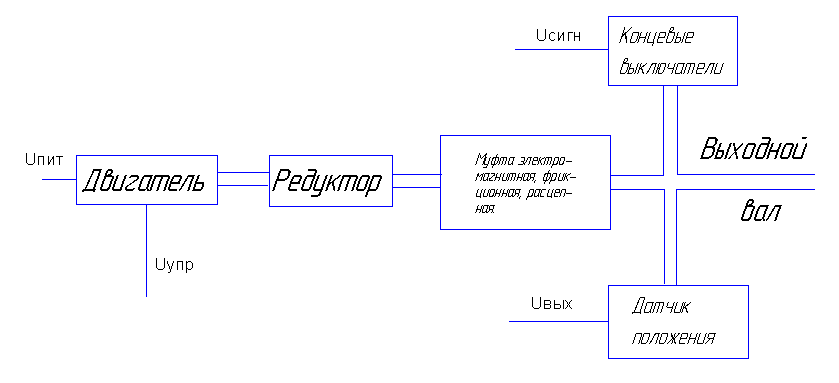 Uсигн
Концевые
выключатели
Uпит
Двигатель
Редуктор
Муфта электро-
магнитная, фрик-
ционная, расцеп-
ная.
Выходной
вал
Uупр
Uвых
Датчик
положения